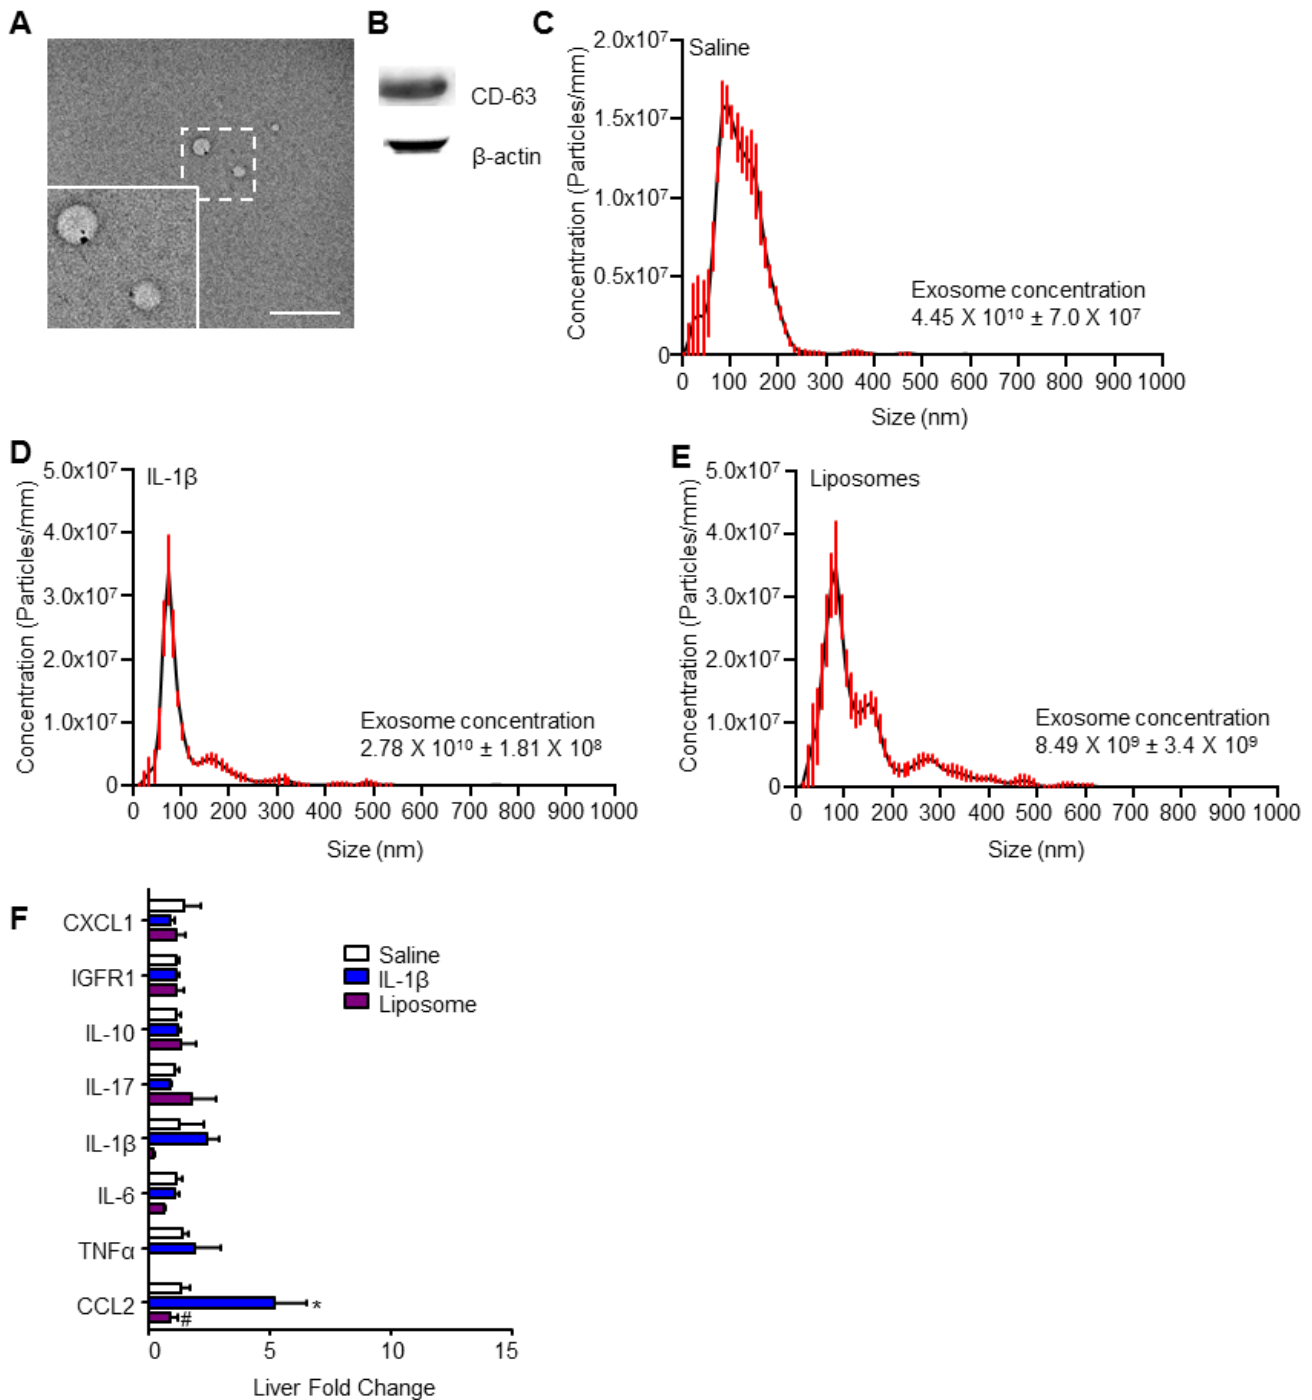 A
B
CD-63
β-actin
C
Saline
Concentration (Particles/mm)
2.0x10⁷
1.5x10⁷
1.0x10⁷
0.5x10⁷
0
Exosome concentration
4.45 X 10¹⁰ ± 7.0 X 10⁷
0 100 200 300 400 500 600 700 800 900 1000
Size (nm)
D
IL-1β
Concentration (Particles/mm)
5.0x10⁷
4.0x10⁷
3.0x10⁷
2.0x10⁷
1.0x10⁷
0
Exosome concentration
2.78 X 10¹⁰ ± 1.81 X 10⁸
0 100 200 300 400 500 600 700 800 900 1000
Size (nm)
E
Liposomes
Concentration (Particles/mm)
5.0x10⁷
4.0x10⁷
3.0x10⁷
2.0x10⁷
1.0x10⁷
0
Exosome concentration
8.49 X 10⁹ ± 3.4 X 10⁹
0 100 200 300 400 500 600 700 800 900 1000
Size (nm)
F
CXCL1
IGFR1
IL-10
IL-17
IL-1β
IL-6
TNFα
CCL2
*
#
Saline
IL-1β
Liposome
0 5 10 15
Liver Fold Change